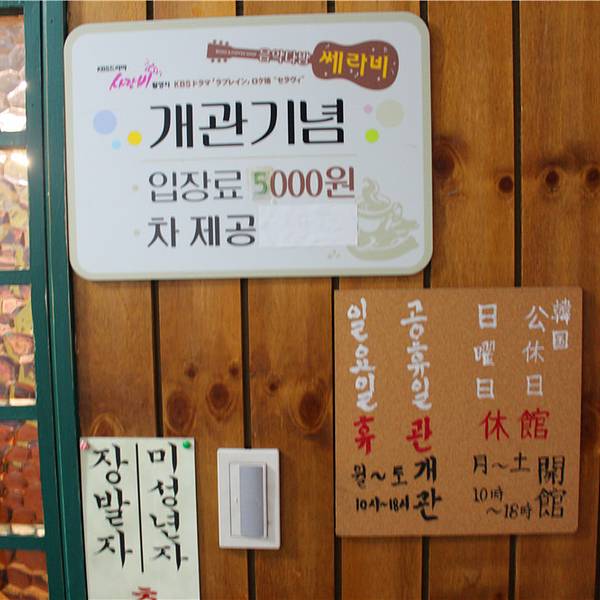 KBS드라마
사랑비
촬영지
KBSドラマ「ラブレイン」ロケ地 "セラヴィ"
음악다방
쎄라비
개관기념
입장료 5000원
차 제공
일요일
공휴일
휴관
월~토 개관
10시~18시
韓国
公休日
日曜日
休館
月~土
開館
10時
~18時
미성년자
장발자